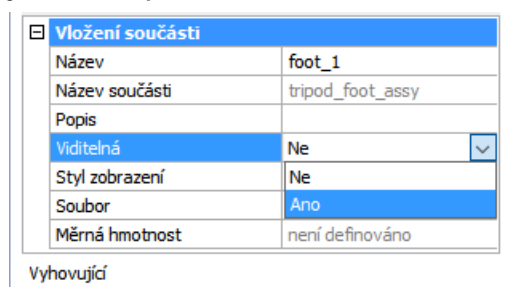 Vložení součásti
Název foot_1
Název součásti tripod_foot_assy
Popis
Viditelná Ne
Styl zobrazení Ne
Soubor Ano
Měrná hmotnost není definováno
Vyhovující